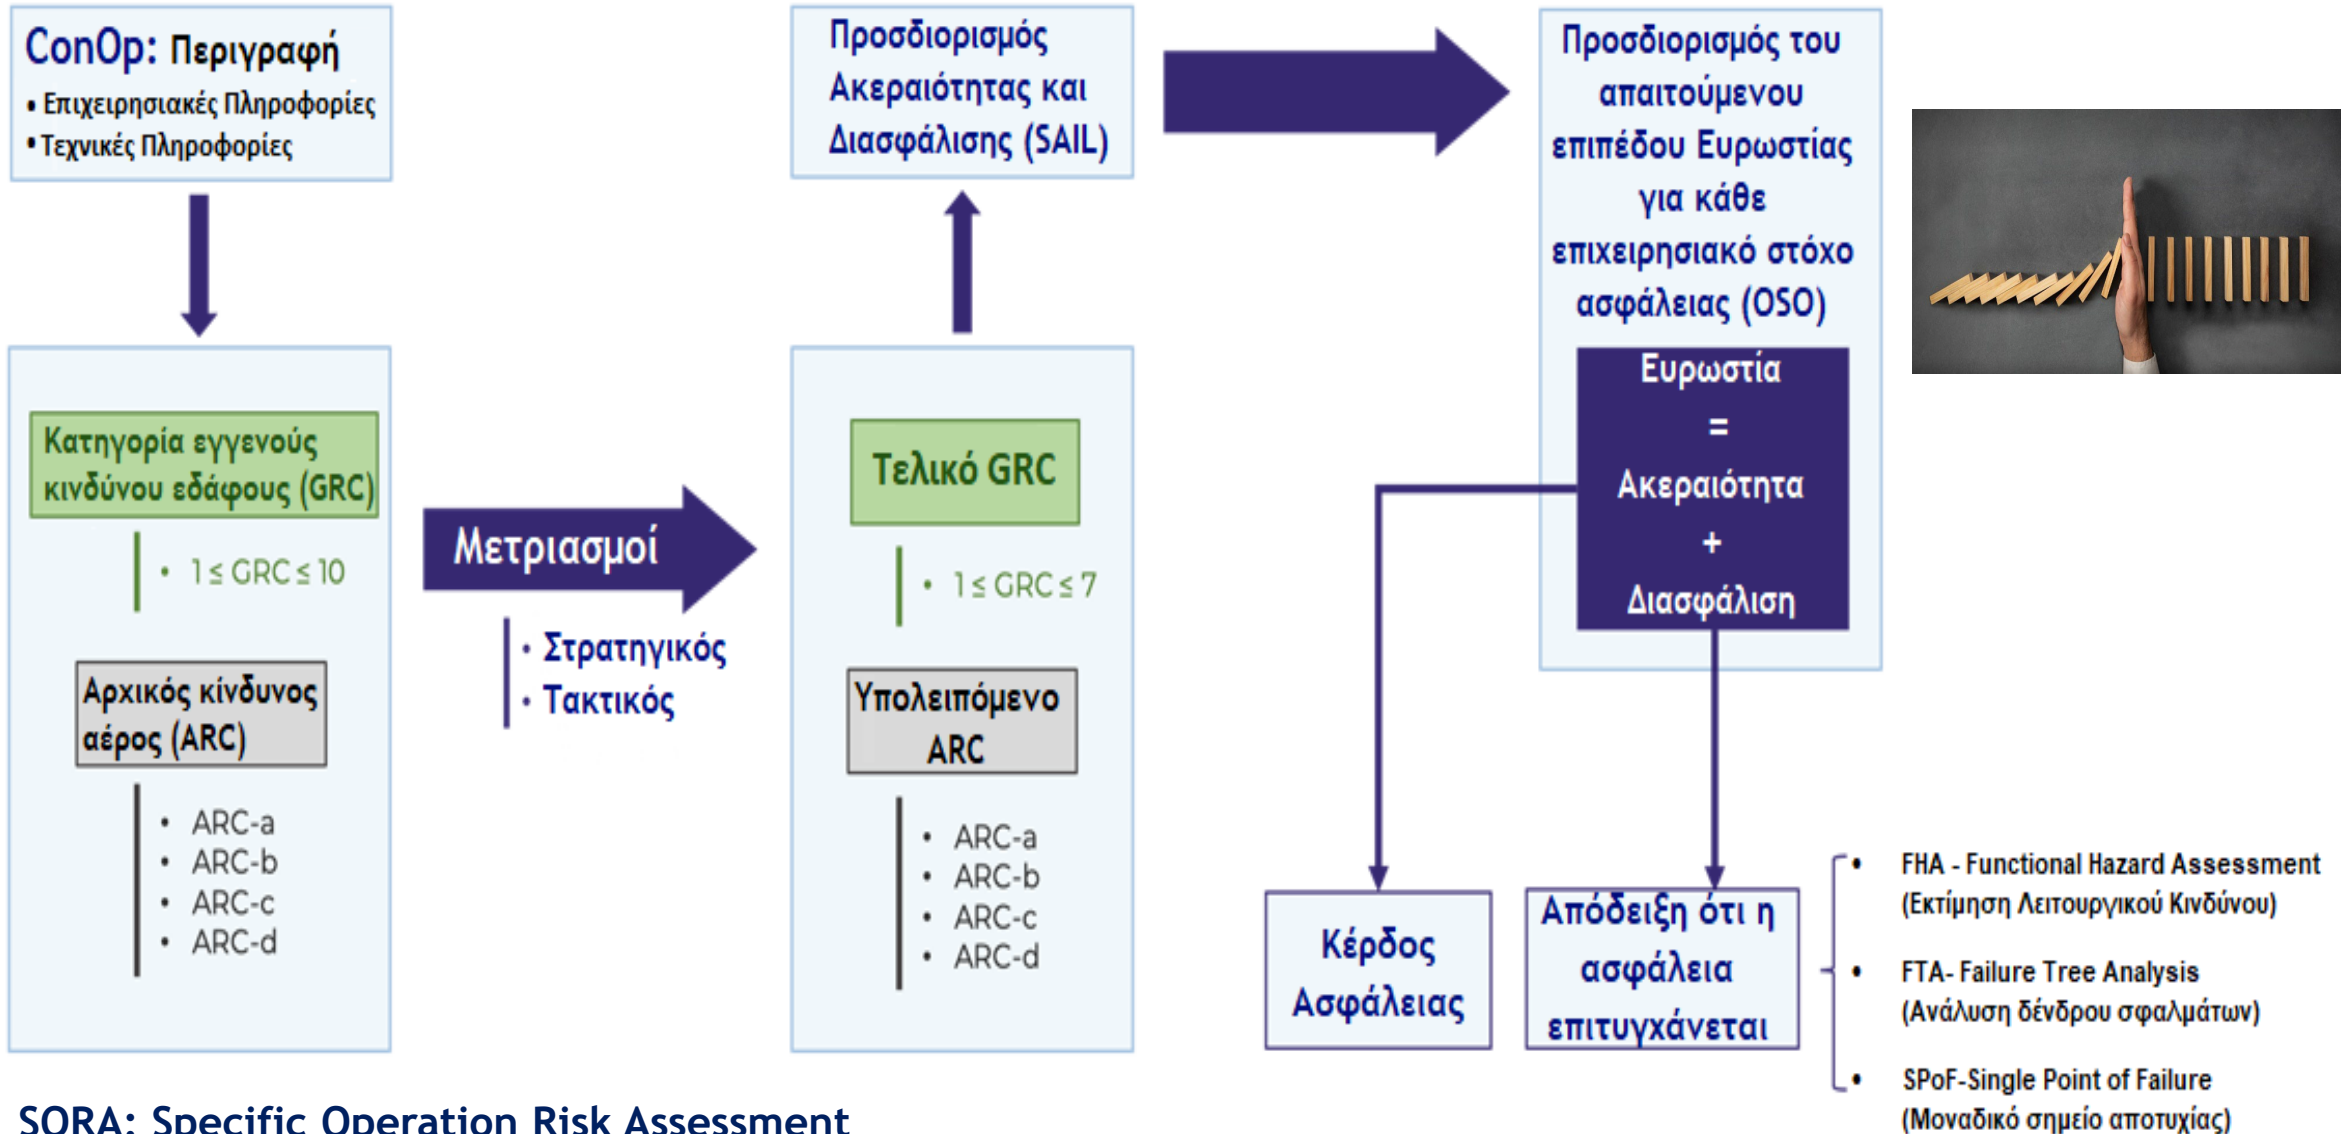 ConOp: Περιγραφή
• Επιχειρησιακές Πληροφορίες
• Τεχνικές Πληροφορίες
Κατηγορία εγγενούς
κινδύνου εδάφους (GRC)
• 1 ≤ GRC ≤ 10
Αρχικός κίνδυνος
αέρος (ARC)
• ARC-a
• ARC-b
• ARC-c
• ARC-d
Μετριασμοί
• Στρατηγικός
• Τακτικός
Προσδιορισμός
Ακεραιότητας και
Διασφάλισης (SAIL)
Τελικό GRC
• 1 ≤ GRC ≤ 7
Υπολειπόμενο
ARC
• ARC-a
• ARC-b
• ARC-c
• ARC-d
Προσδιορισμός του
απαιτούμενου
επιπέδου Ευρωστίας
για κάθε
επιχειρησιακό στόχο
ασφάλειας (OSO)
Ευρωστία
=
Ακεραιότητα
+
Διασφάλιση
Κέρδος
Ασφάλειας
Απόδειξη ότι η
ασφάλεια
επιτυγχάνεται
• FHA - Functional Hazard Assessment
(Εκτίμηση Λειτουργικού Κινδύνου)
• FTA- Failure Tree Analysis
(Ανάλυση δένδρου σφαλμάτων)
• SPoF-Single Point of Failure
(Μοναδικό σημείο αποτυχίας)
SORA: Specific Operation Risk Assessment